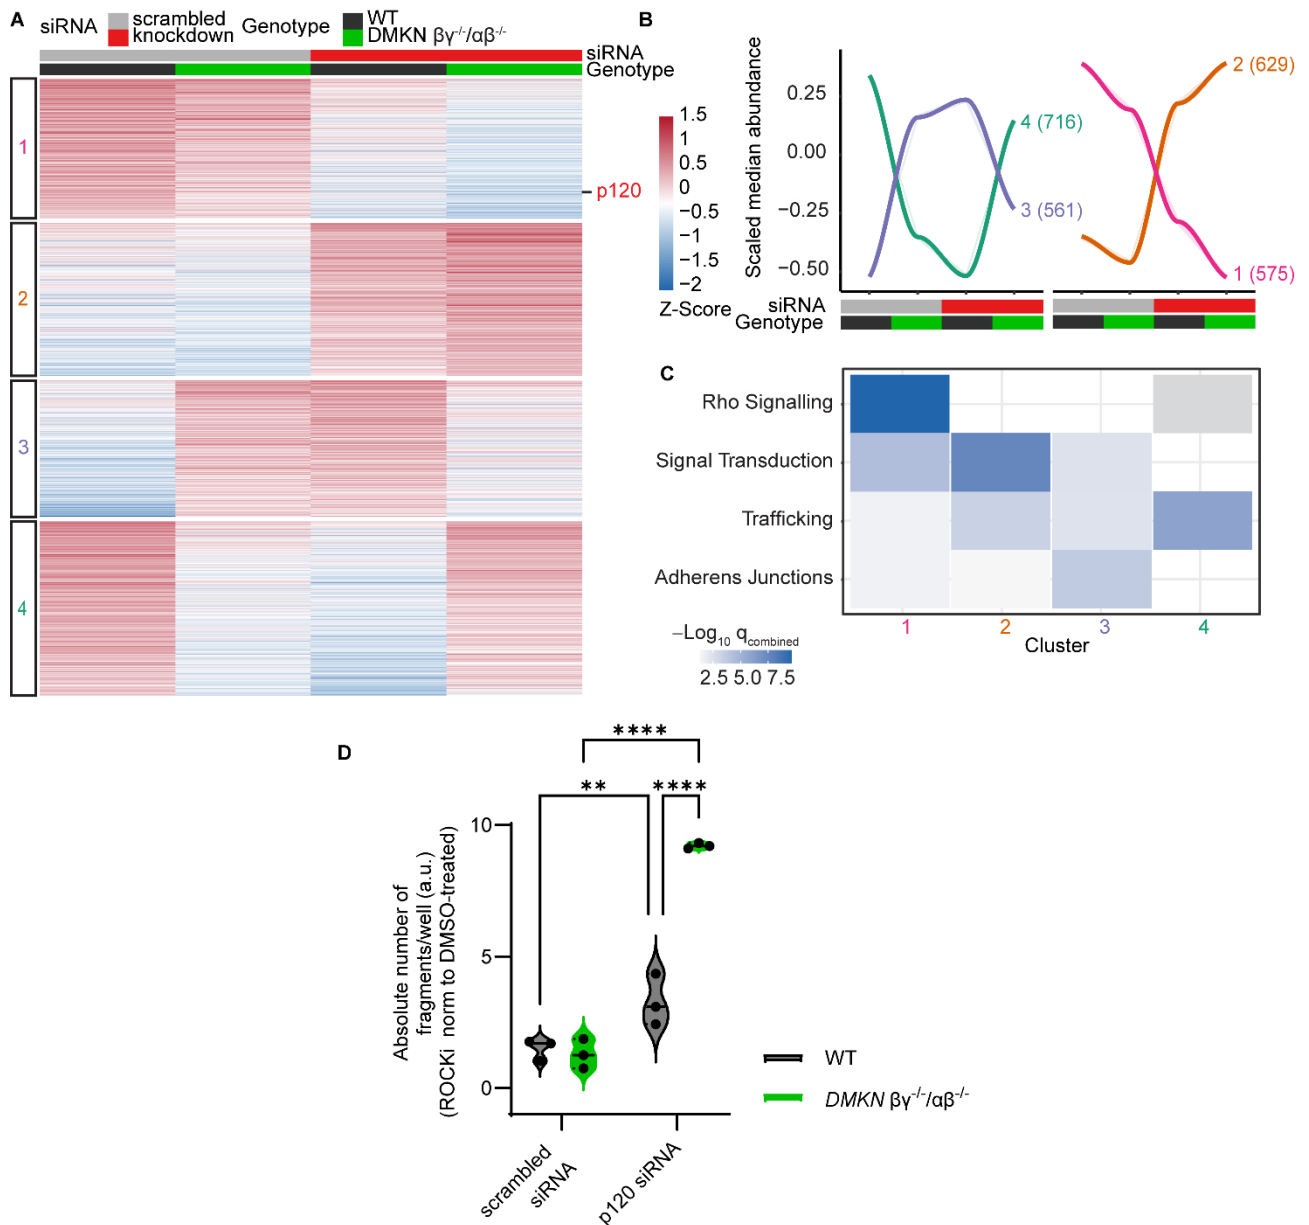 A
siRNA
scrambled
knockdown
Genotype
WT
DMKN βγ⁻/⁻/αβ⁻/⁻
siRNA
Genotype
1
2
3
4
p120
1.5
1
0.5
0
−0.5
−1
−1.5
−2
Z-Score
B
Scaled median abundance
0.25
0.00
−0.25
−0.50
4 (716)
3 (561)
2 (629)
1 (575)
siRNA
Genotype
C
Rho Signalling
Signal Transduction
Trafficking
Adherens Junctions
1 2 3 4
Cluster
−Log₁₀ q combined
2.5 5.0 7.5
D
****
** ****
Absolute number of
fragments/well (a.u.)
(ROCKi norm to DMSO-treated)
10
5
0
scrambled
siRNA
p120 siRNA
WT
DMKN βγ⁻/⁻/αβ⁻/⁻